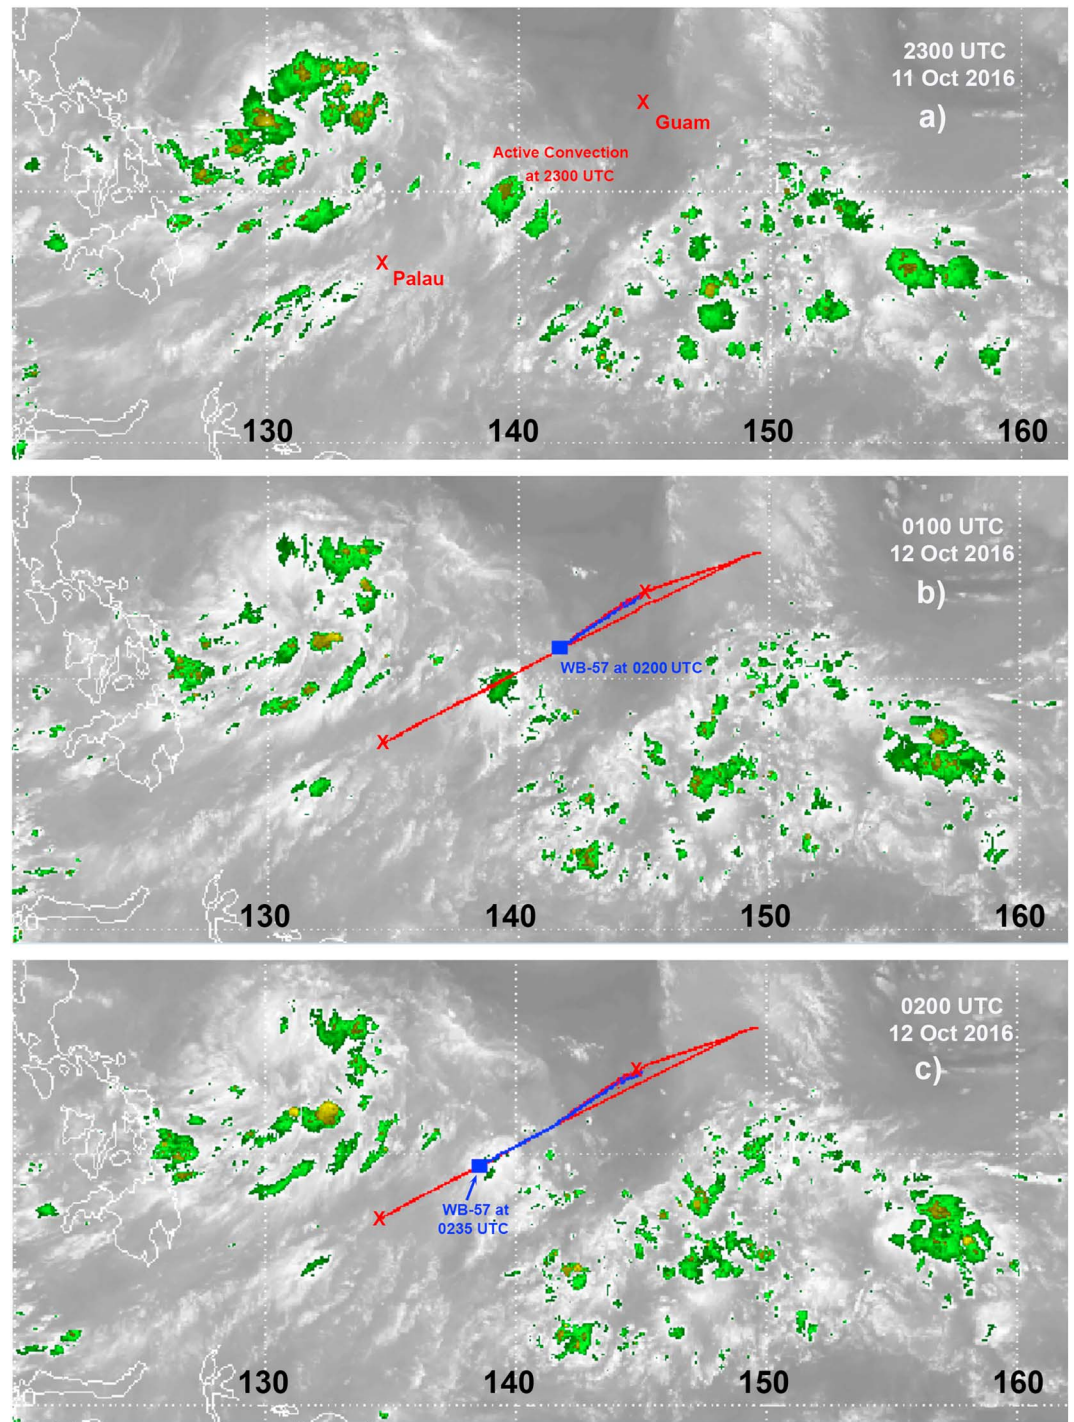 2300 UTC
11 Oct 2016
a)
X
Guam
Active Convection
at 2300 UTC
X
Palau
130 140 150 160
0100 UTC
12 Oct 2016
b)
X
WB-57 at 0200 UTC
X
130 140 150 160
0200 UTC
12 Oct 2016
c)
X
WB-57 at
0235 UTC
X
130 140 150 160